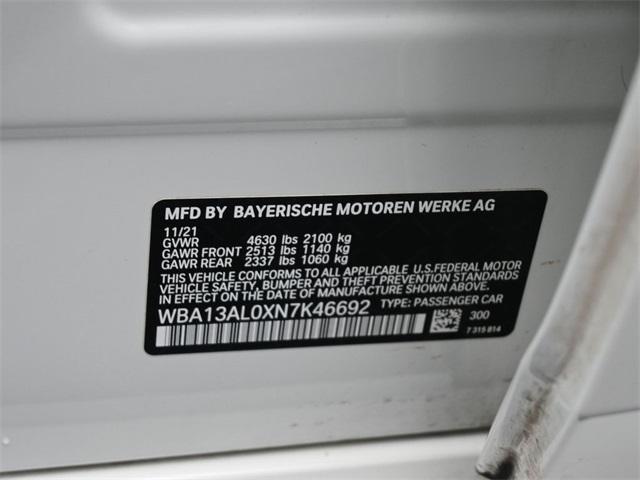 MFD BY BAYERISCHE MOTOREN WERKE AG
11/21
GVWR 4630 lbs 2100 kg
GAWR FRONT 2513 lbs 1140 kg
GAWR REAR 2337 lbs 1060 kg
THIS VEHICLE CONFORMS TO ALL APPLICABLE U.S. FEDERAL MOTOR
VEHICLE SAFETY, BUMPER, AND THEFT PREVENTION STANDARDS
IN EFFECT ON THE DATE OF MANUFACTURE SHOWN ABOVE.
WBA13AL0XN7K46692 TYPE: PASSENGER CAR
300
7 315 814